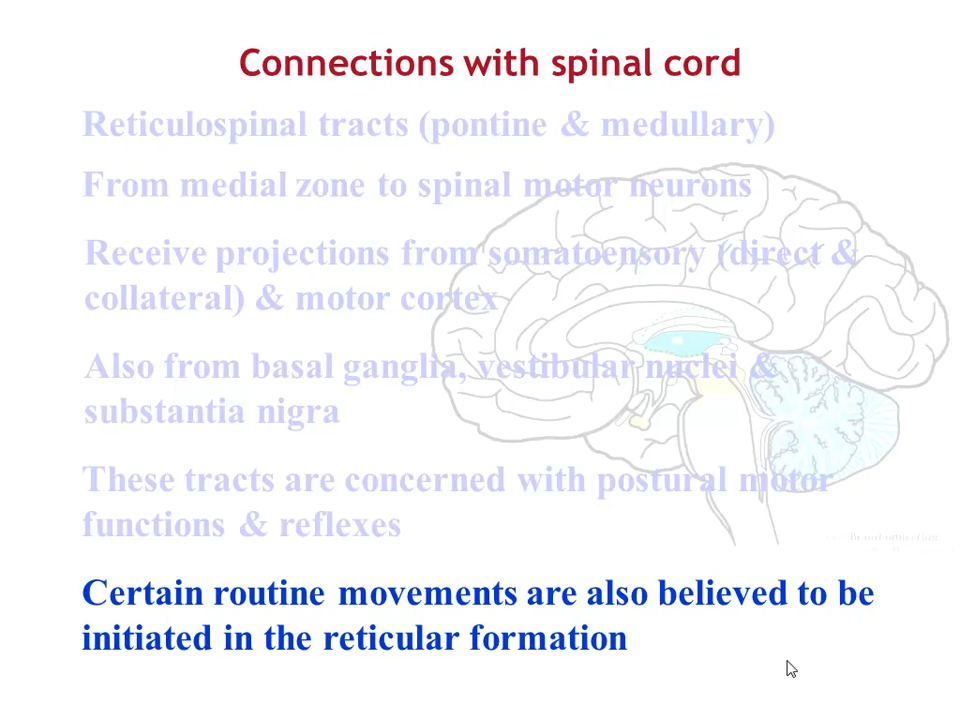 Connections with spinal cord
Reticulospinal tracts (pontine & medullary)
From medial zone to spinal motor neurons
Receive projections from somatoensory (direct &
collateral) & motor cortex
Also from basal ganglia, vestibular nuclei &
substantia nigra
These tracts are concerned with postural motor
functions & reflexes
Certain routine movements are also believed to be
initiated in the reticular formation